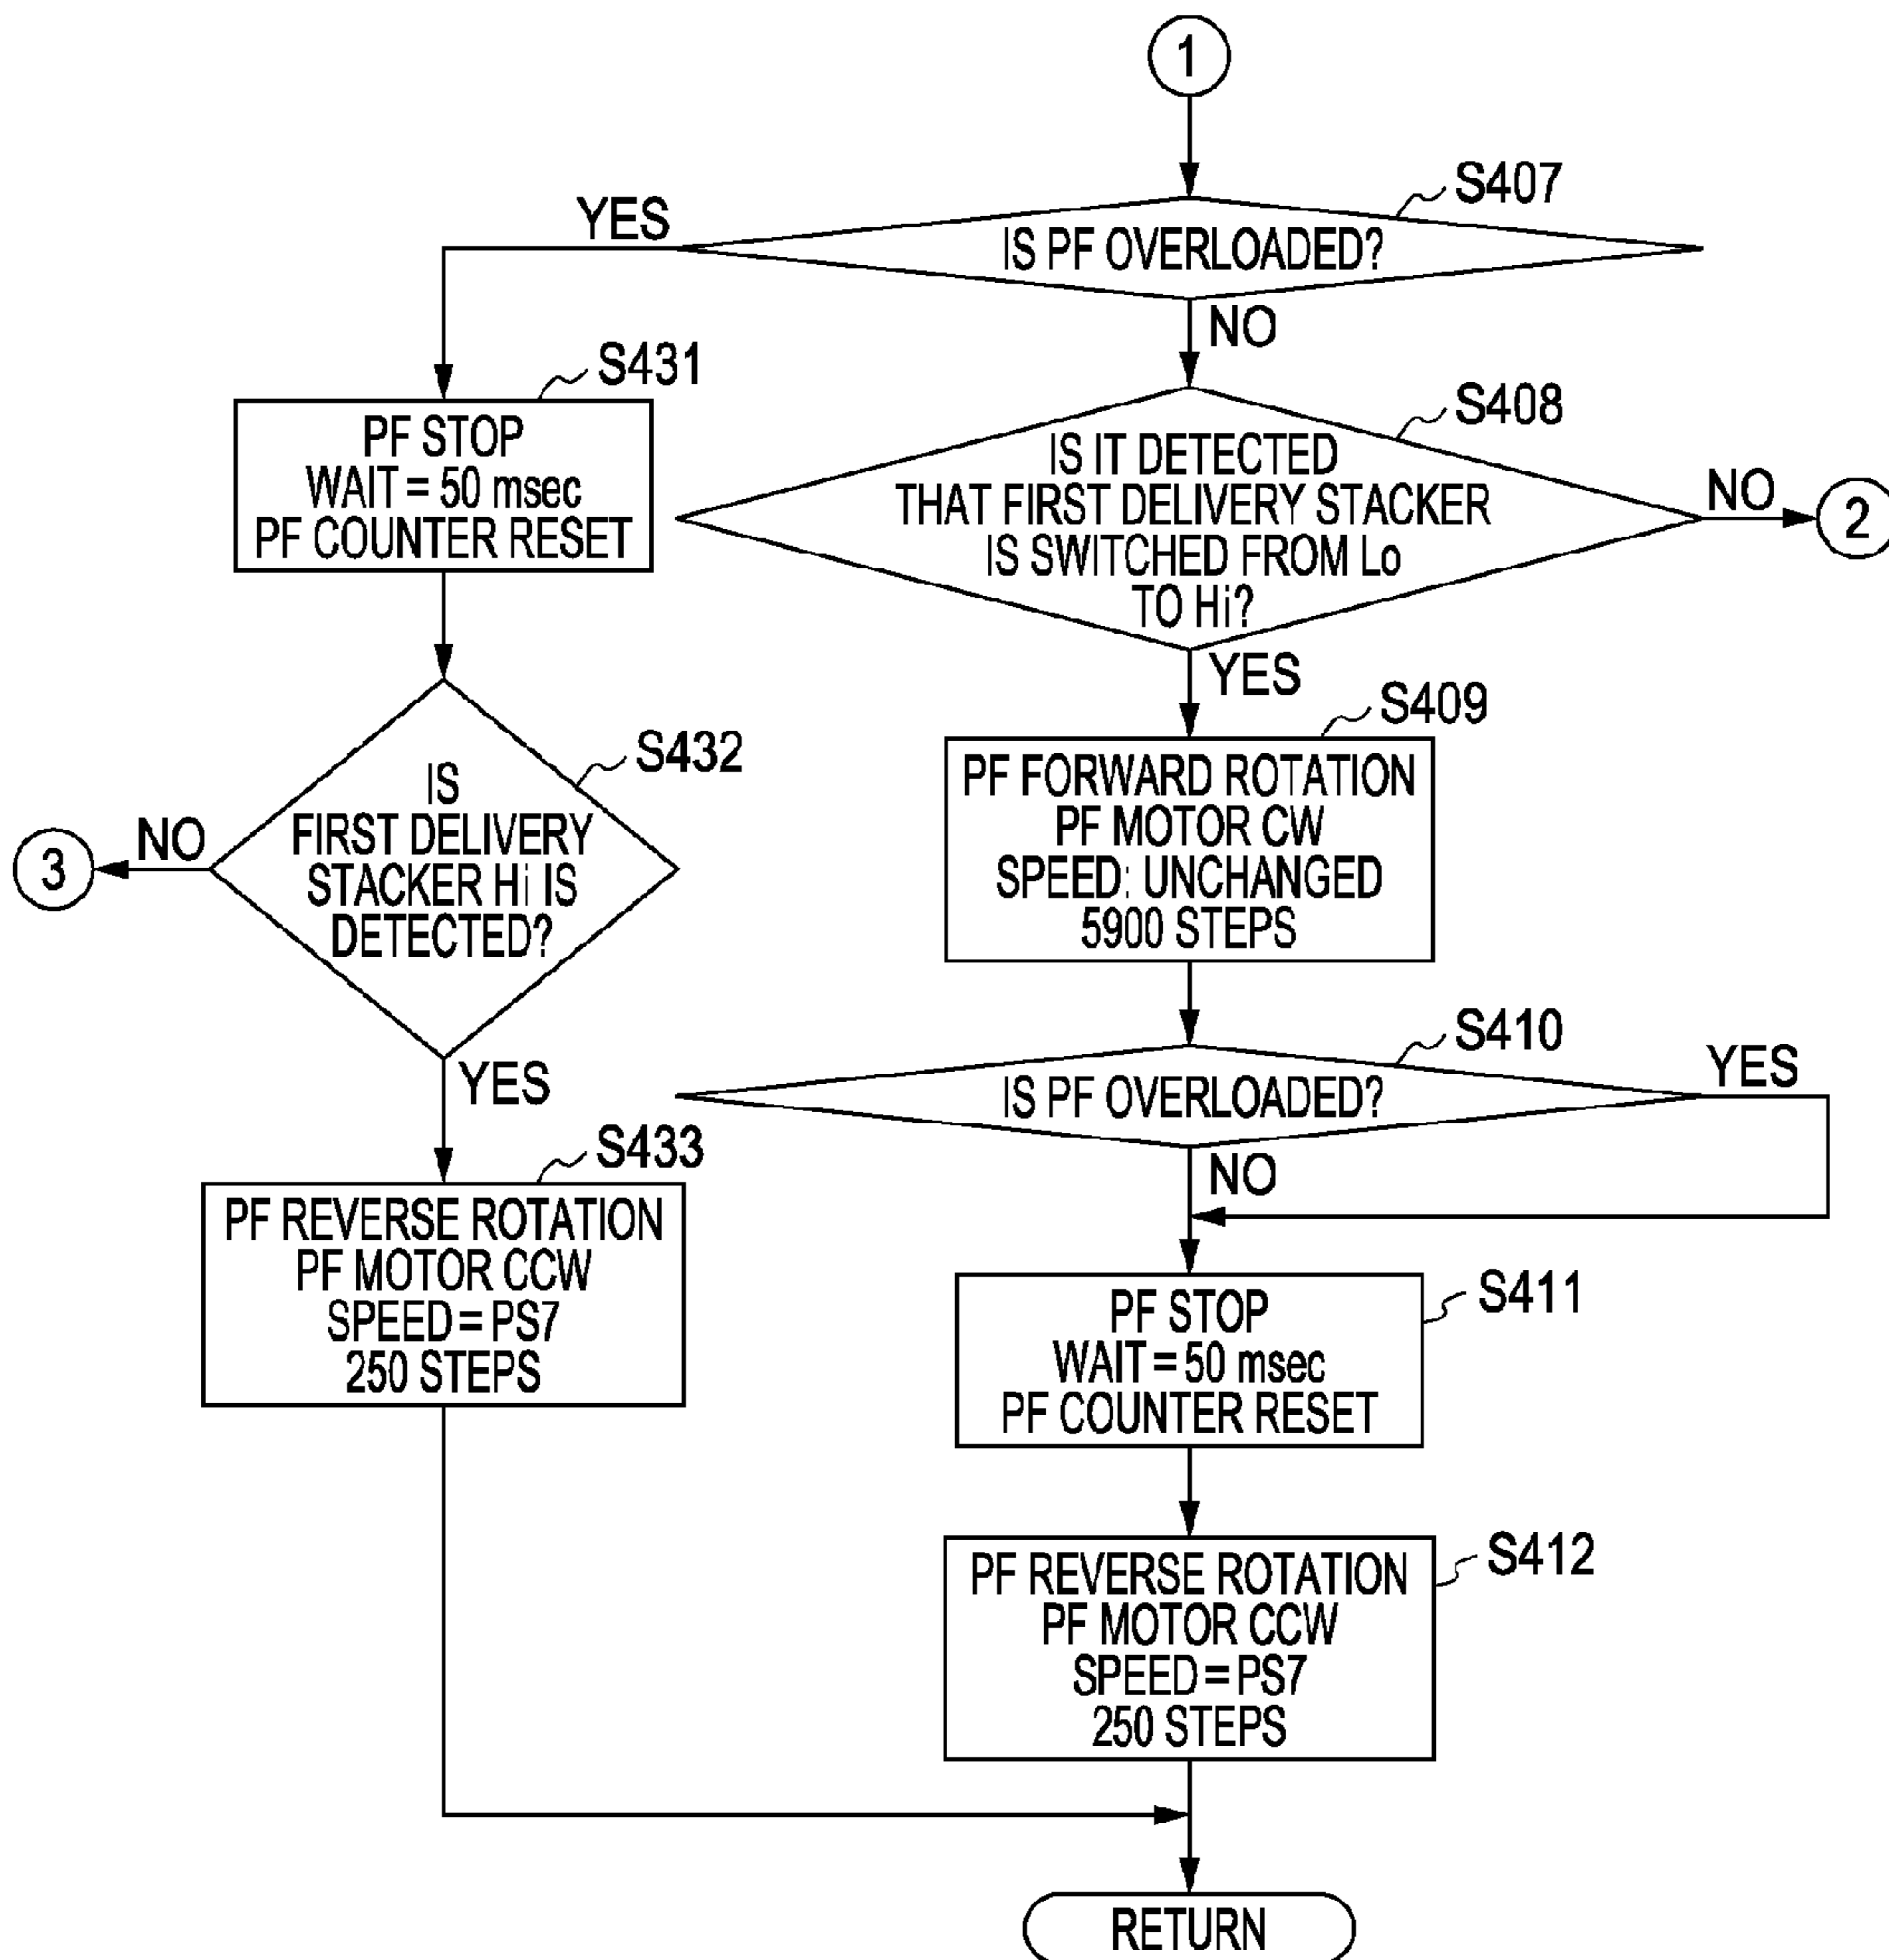 1
S407
YES
IS PF OVERLOADED?
NO
S431
PF STOP
WAIT = 50 msec
PF COUNTER RESET
S408
IS IT DETECTED
THAT FIRST DELIVERY STACKER
IS SWITCHED FROM Lo
TO Hi?
NO
2
YES
S432
IS
FIRST DELIVERY
STACKER Hi IS
DETECTED?
NO
3
YES
S409
PF FORWARD ROTATION
PF MOTOR CW
SPEED: UNCHANGED
5900 STEPS
S410
IS PF OVERLOADED?
YES
NO
S433
PF REVERSE ROTATION
PF MOTOR CCW
SPEED = PS7
250 STEPS
S411
PF STOP
WAIT = 50 msec
PF COUNTER RESET
S412
PF REVERSE ROTATION
PF MOTOR CCW
SPEED = PS7
250 STEPS
RETURN